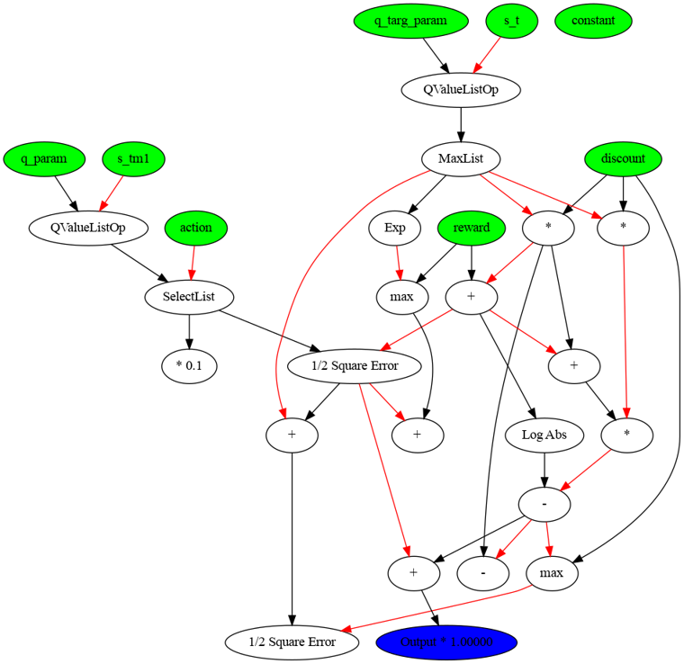 q_targ_param
s_t
constant
QValueListOp
q_param
s_tm1
MaxList
discount
QValueListOp
action
Exp
reward
*
*
SelectList
max
+
* 0.1
1/2 Square Error
+
+
+
Log Abs
*
-
+
-
max
1/2 Square Error
Output * 1.00000